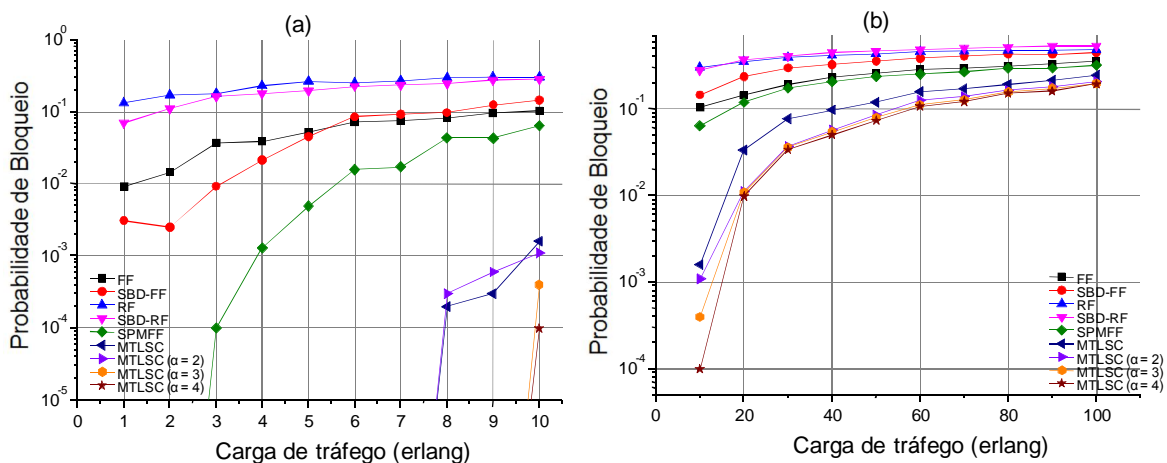 (a)
Probabilidade de Bloqueio
10^0
10^-1
10^-2
10^-3
10^-4
10^-5
FF
SBD-FF
RF
SBD-RF
SPMFF
MTLSC
MTLSC (α = 2)
MTLSC (α = 3)
MTLSC (α = 4)
0 1 2 3 4 5 6 7 8 9 10
Carga de tráfego (erlang)
(b)
Probabilidade de Bloqueio
10^-1
10^-2
10^-3
10^-4
FF
SBD-FF
RF
SBD-RF
SPMFF
MTLSC
MTLSC (α = 2)
MTLSC (α = 3)
MTLSC (α = 4)
0 20 40 60 80 100
Carga de tráfego (erlang)